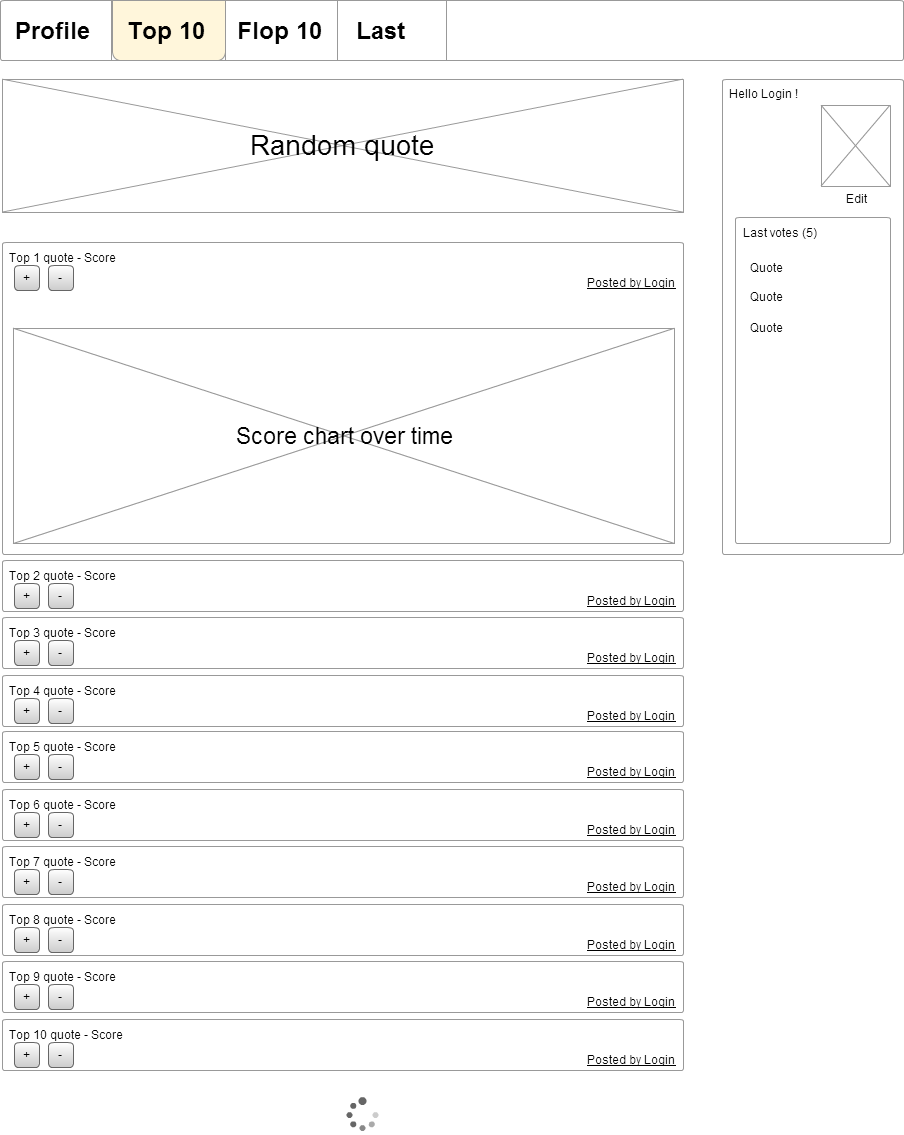 Profile Top 10 Flop 10 Last
Random quote
Hello Login !
Edit
Last votes (5)
Quote
Quote
Quote
Top 1 quote - Score
+ -
Posted by Login
Score chart over time
Top 2 quote - Score
+ -
Posted by Login
Top 3 quote - Score
+ -
Posted by Login
Top 4 quote - Score
+ -
Posted by Login
Top 5 quote - Score
+ -
Posted by Login
Top 6 quote - Score
+ -
Posted by Login
Top 7 quote - Score
+ -
Posted by Login
Top 8 quote - Score
+ -
Posted by Login
Top 9 quote - Score
+ -
Posted by Login
Top 10 quote - Score
+ -
Posted by Login